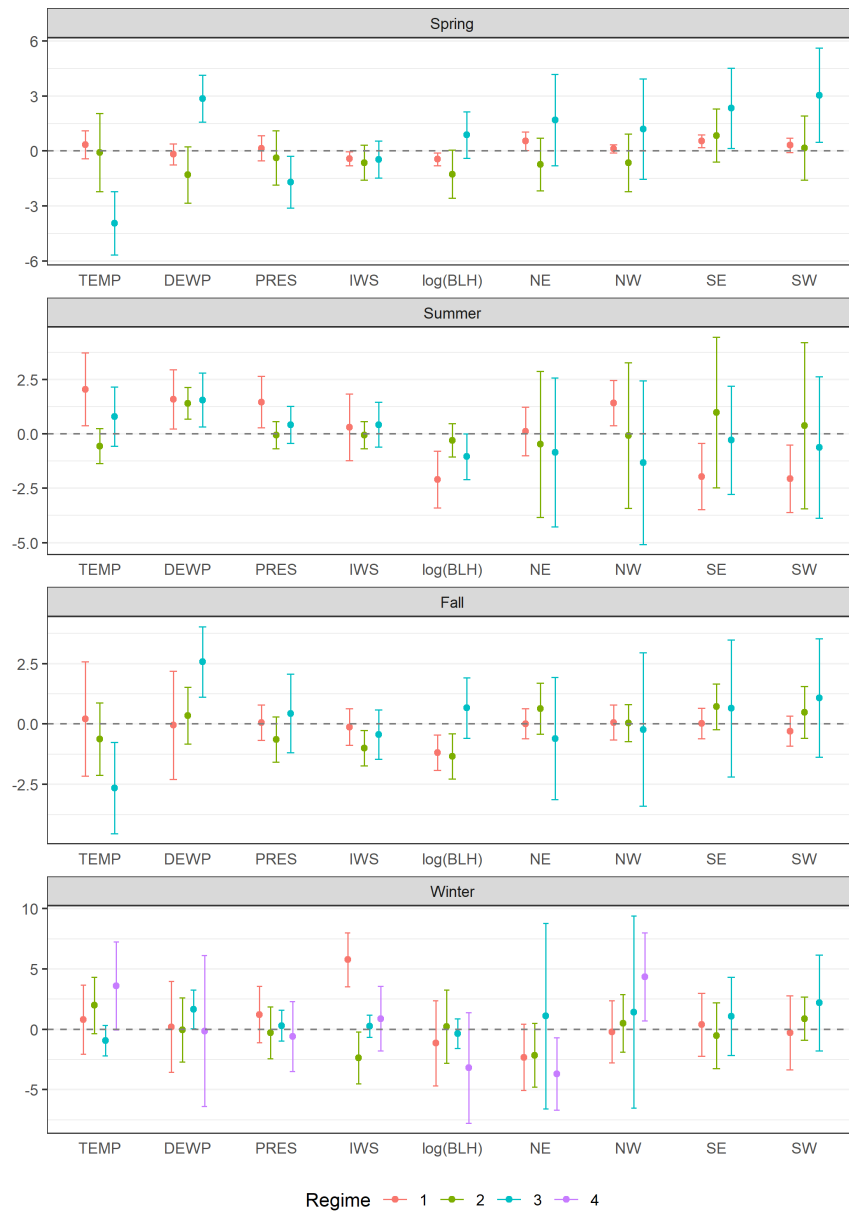 Spring
6
3
0
-3
-6
TEMP DEWP PRES IWS log(BLH) NE NW SE SW
Summer
2.5
0.0
-2.5
-5.0
TEMP DEWP PRES IWS log(BLH) NE NW SE SW
Fall
2.5
0.0
-2.5
TEMP DEWP PRES IWS log(BLH) NE NW SE SW
Winter
10
5
0
-5
TEMP DEWP PRES IWS log(BLH) NE NW SE SW
Regime 1 2 3 4